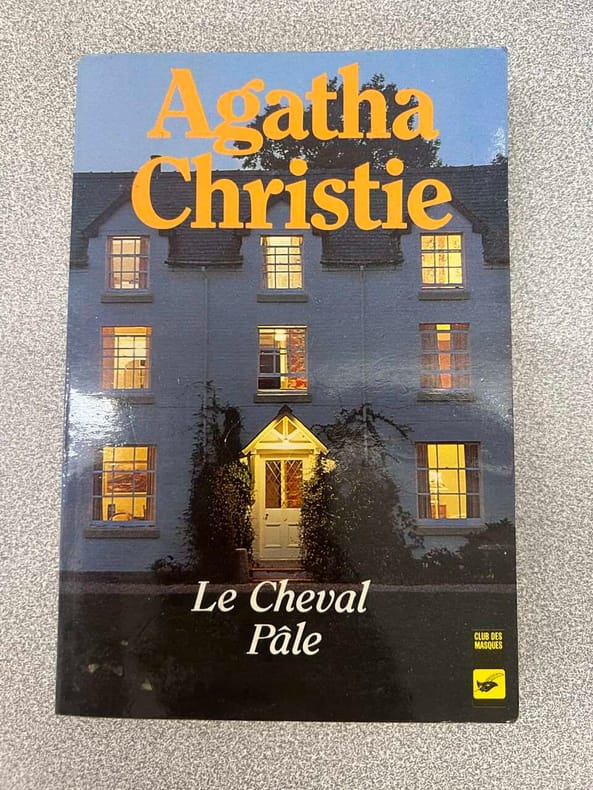 Agatha
Christie
Le Cheval
Pâle
CLUB DES
MASQUES